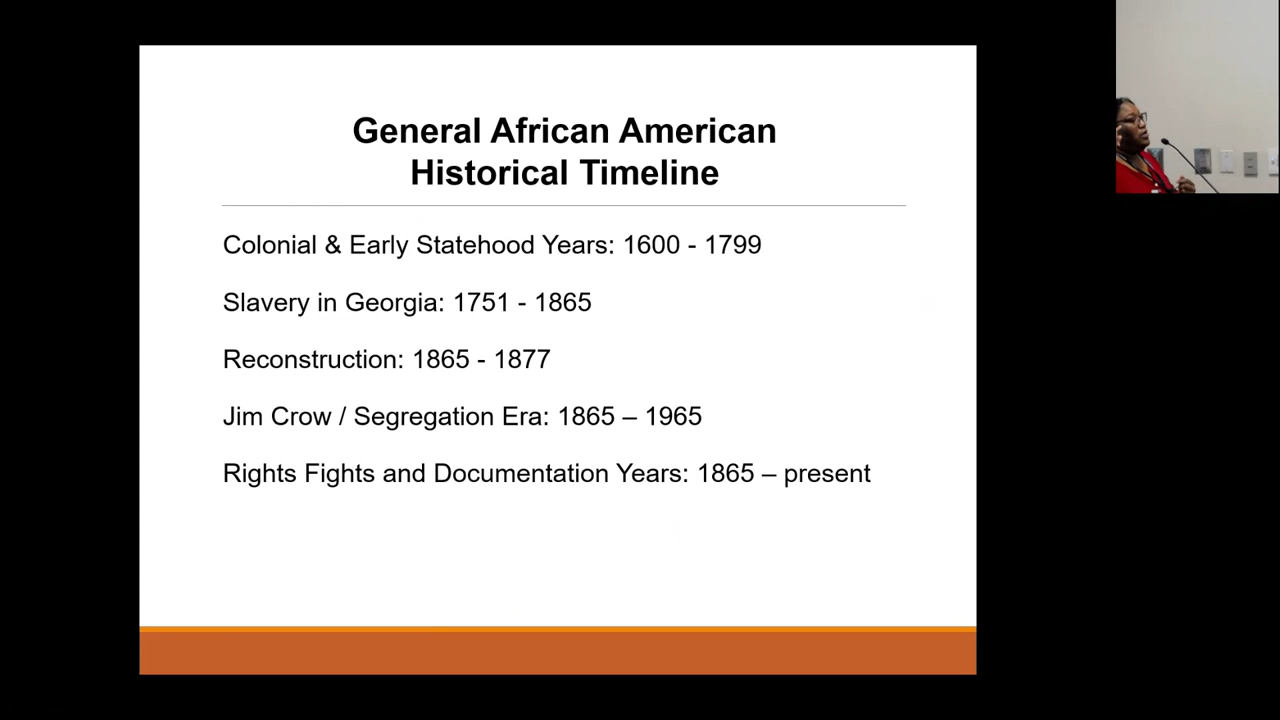 General African American
Historical Timeline
Colonial & Early Statehood Years: 1600 - 1799
Slavery in Georgia: 1751 - 1865
Reconstruction: 1865 - 1877
Jim Crow / Segregation Era: 1865 – 1965
Rights Fights and Documentation Years: 1865 – present